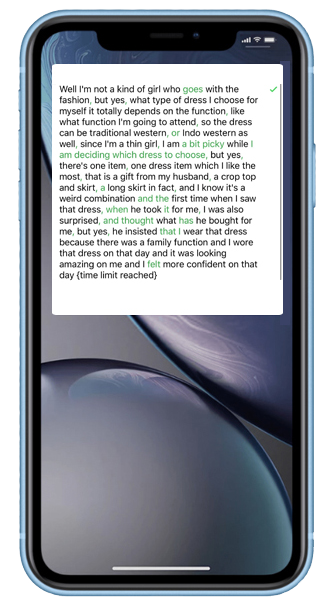 Well I'm not a kind of girl who goes with the
fashion, but yes, what type of dress I choose for
myself it totally depends on the function, like
what function I'm going to attend, so the dress
can be traditional western, or Indo western as
well, since I'm a thin girl, I am a bit picky while I
am deciding which dress to choose, but yes,
there's one item, one dress item which I like the
most, that is a gift from my husband, a crop top
and skirt, a long skirt in fact, and I know it's a
weird combination and the first time when I saw
that dress, when he took it for me, I was also
surprised, and thought what has he bought for
me, but yes, he insisted that I wear that dress
because there was a family function and I wore
that dress on that day and it was looking
amazing on me and I felt more confident on that
day {time limit reached}